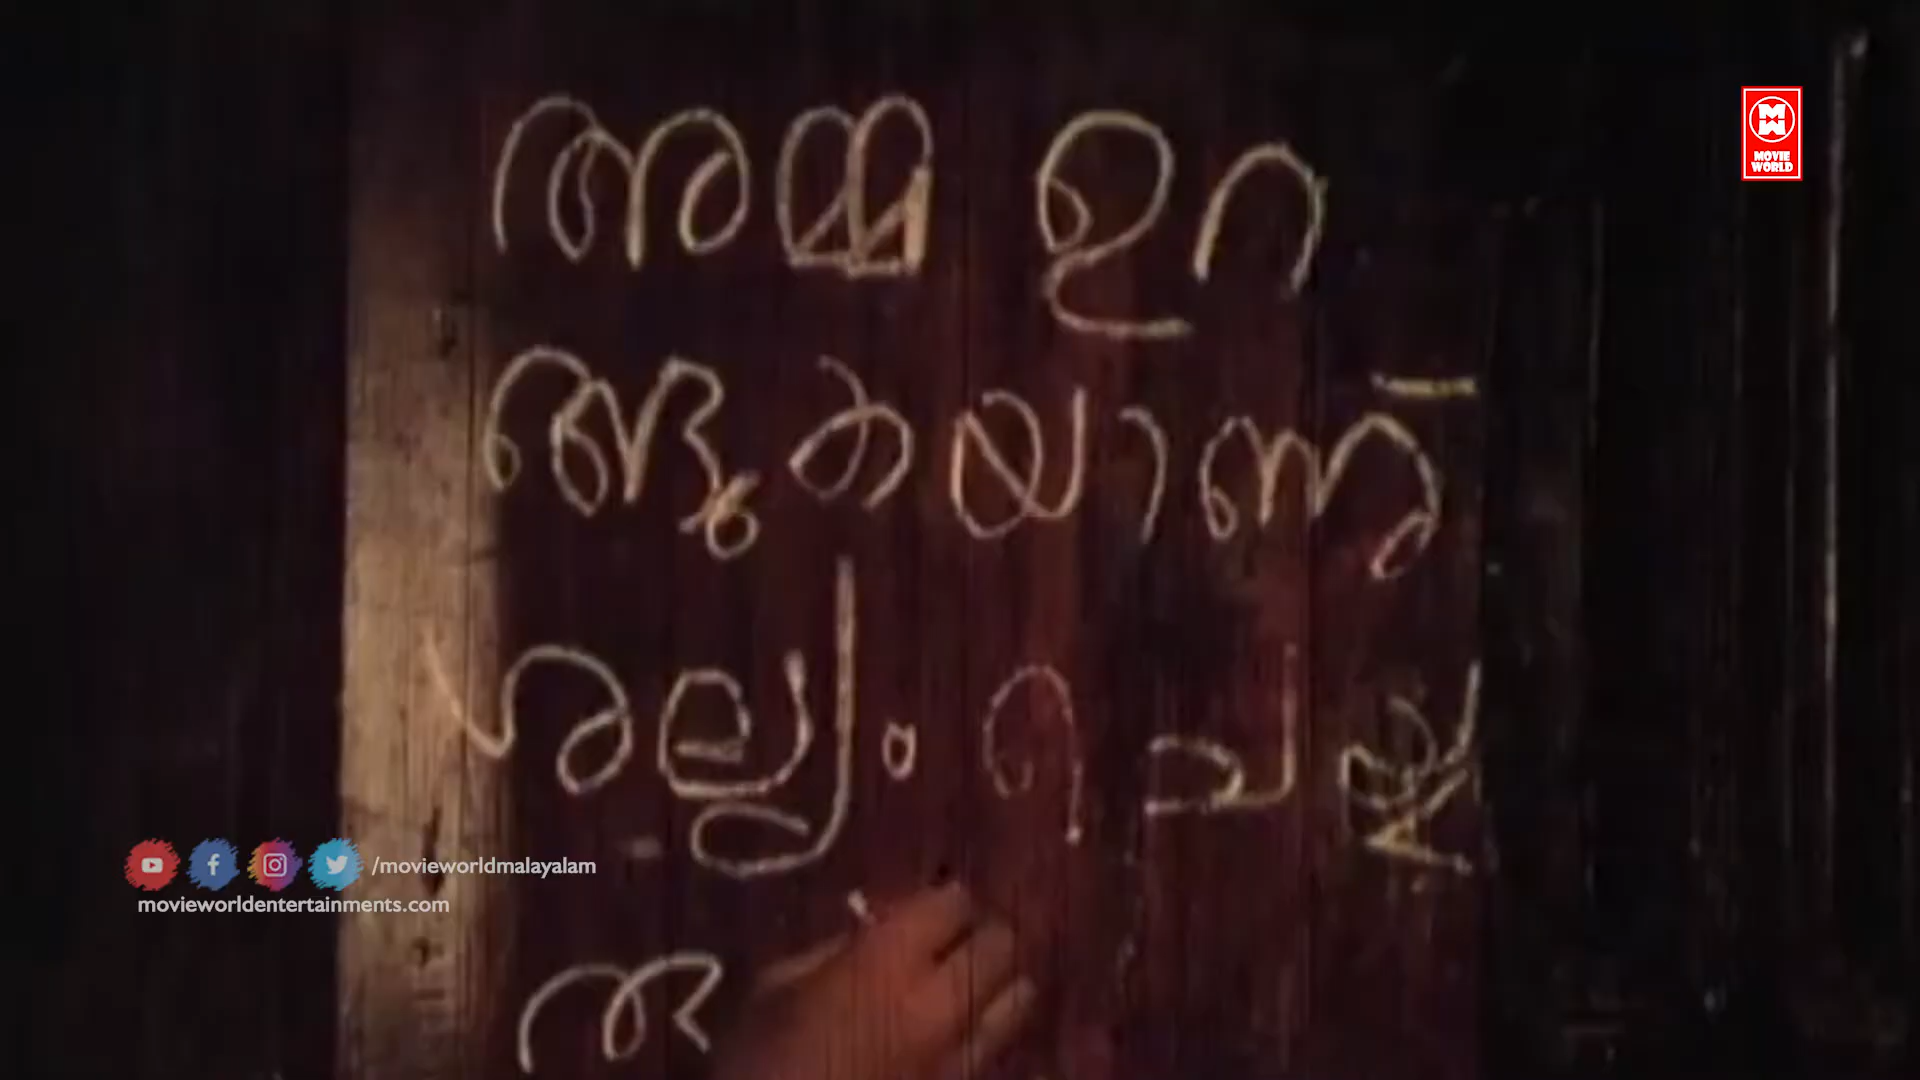 MOVIE
WORLD
അമ്മ ഉറ
ങ്ങുകയാണു്
ശല്യം ചെയ്യ
രു
/movieworldmalayalam
movieworldentertainments.com